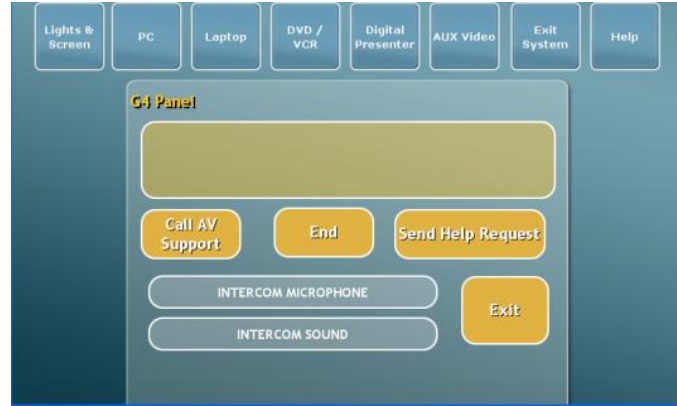 Lights &
Screen
PC
Laptop
DVD /
VCR
Digital
Presenter
AUX Video
Exit
System
Help
G4 Panel
Call AV
Support
End
Send Help Request
INTERCOM MICROPHONE
Exit
INTERCOM SOUND